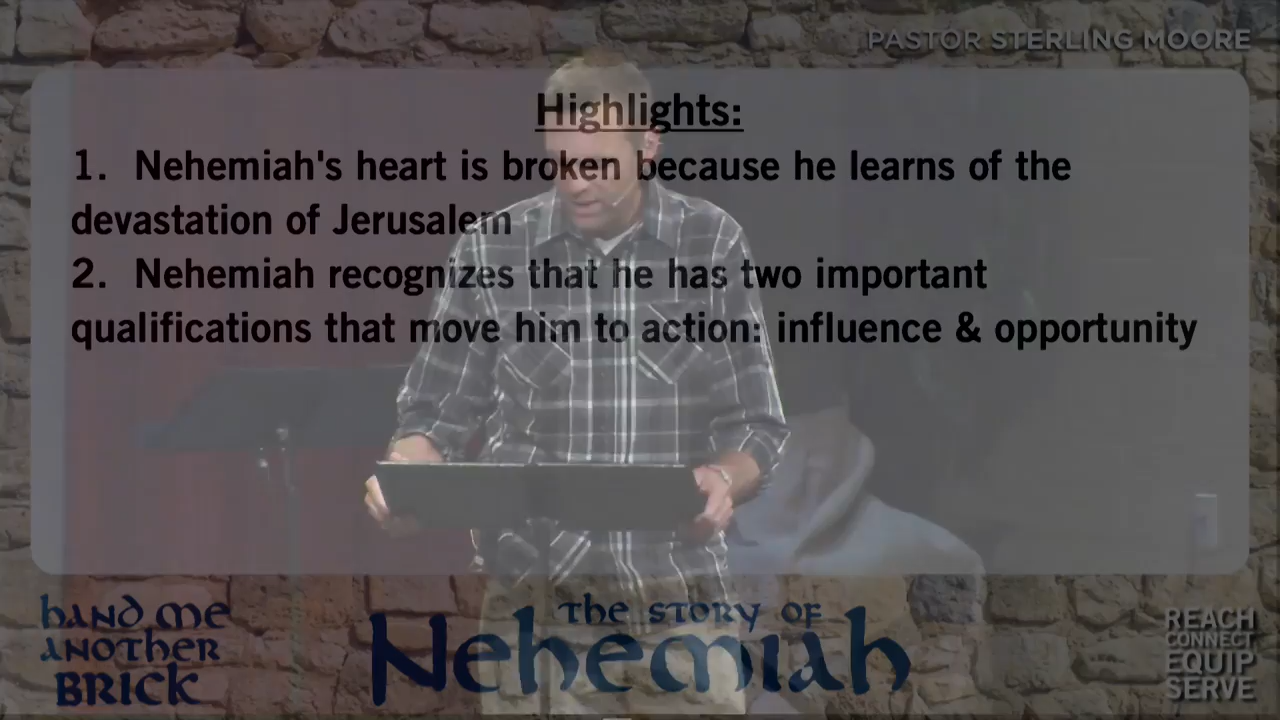 PASTOR STERLING MOORE
Highlights:
1. Nehemiah's heart is broken because he learns of the
devastation of Jerusalem
2. Nehemiah recognizes that he has two important
qualifications that move him to action: influence & opportunity
hand me
another
BRICK
the story of
Nehemiah
REACH
CONNECT
EQUIP
SERVE